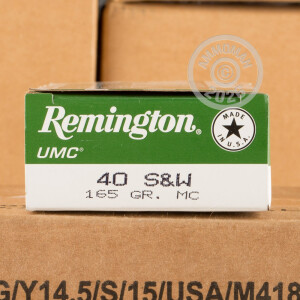 Remington
UMC
MADE
IN U.S.A.
40 S&W
165 GR. MC
G/Y14.5/S/15/USA/M418